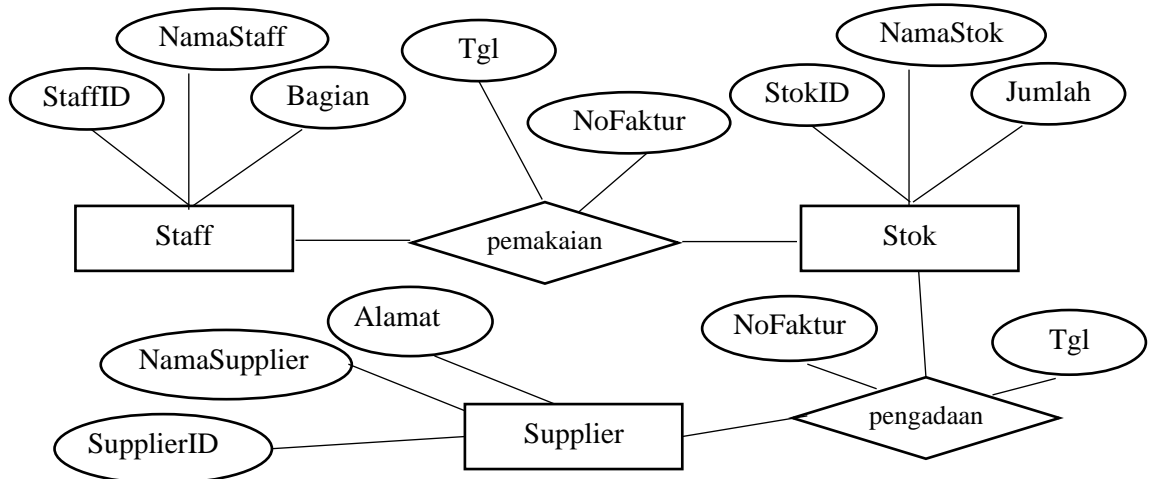 NamaStaff
Tgl
NamaStok
StaffID
Bagian
StokID
Jumlah
NoFaktur
Staff
pemakaian
Stok
Alamat
NoFaktur
Tgl
NamaSupplier
pengadaan
Supplier
SupplierID